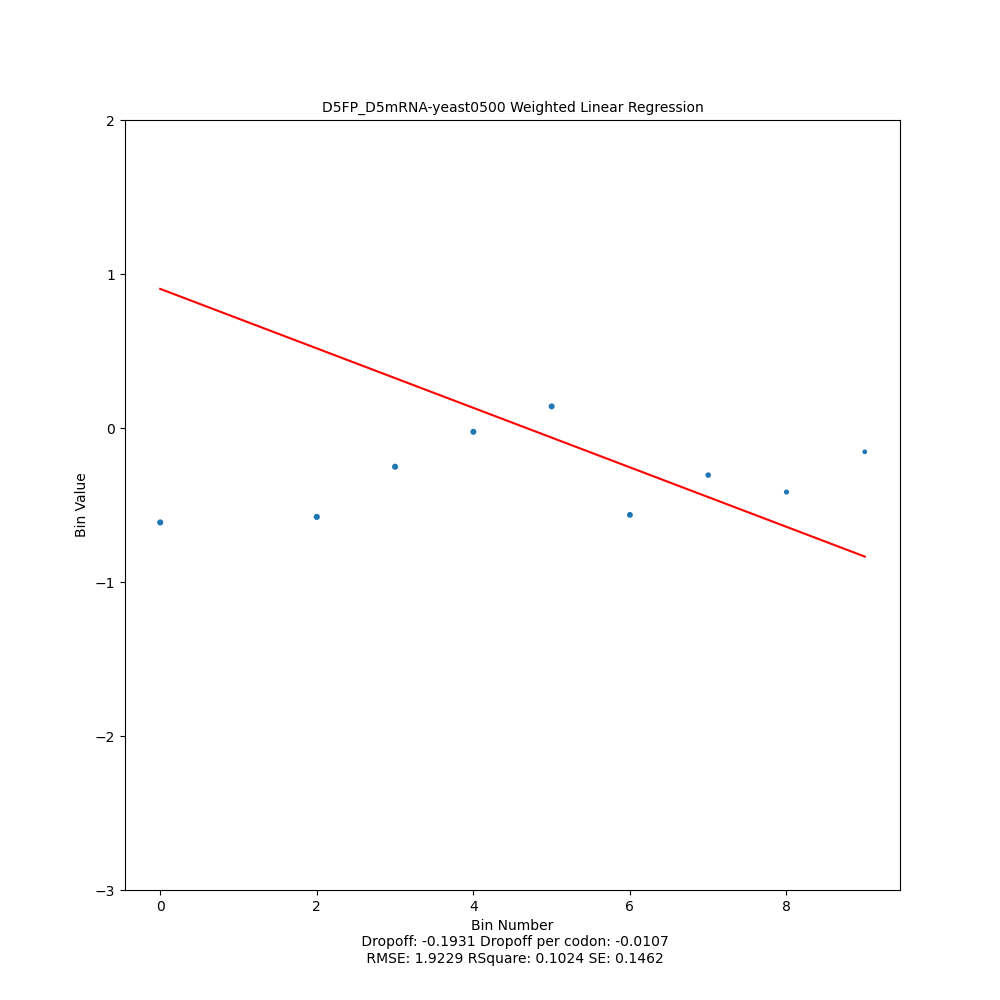 D5FP_D5mRNA-yeast0500 Weighted Linear Regression
2
1
0
−1
−2
−3
Bin Value
0 2 4 6 8
Bin Number
Dropoff: -0.1931 Dropoff per codon: -0.0107
RMSE: 1.9229 RSquare: 0.1024 SE: 0.1462